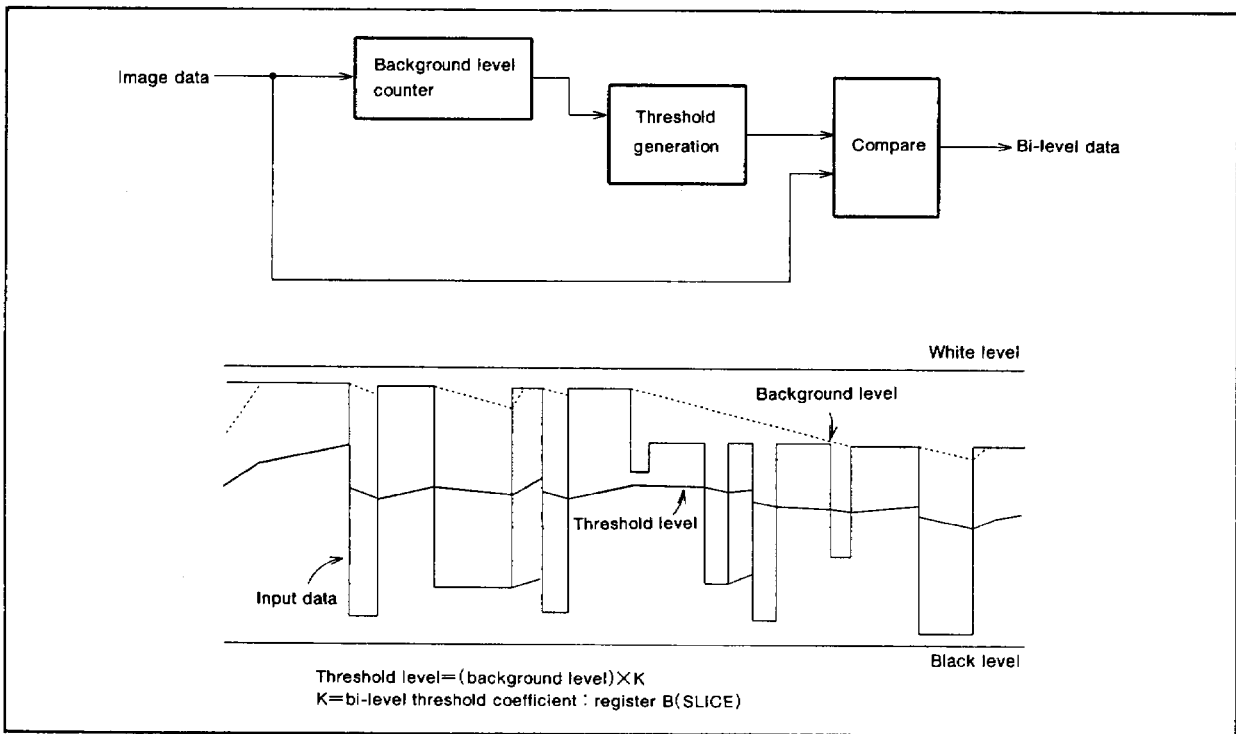 Image data
Background level
counter
Threshold
generation
Compare
Bi-level data
White level
Background level
Threshold level
Input data
Black level
Threshold level=(background level)×K
K=bi-level threshold coefficient : register B(SLICE)